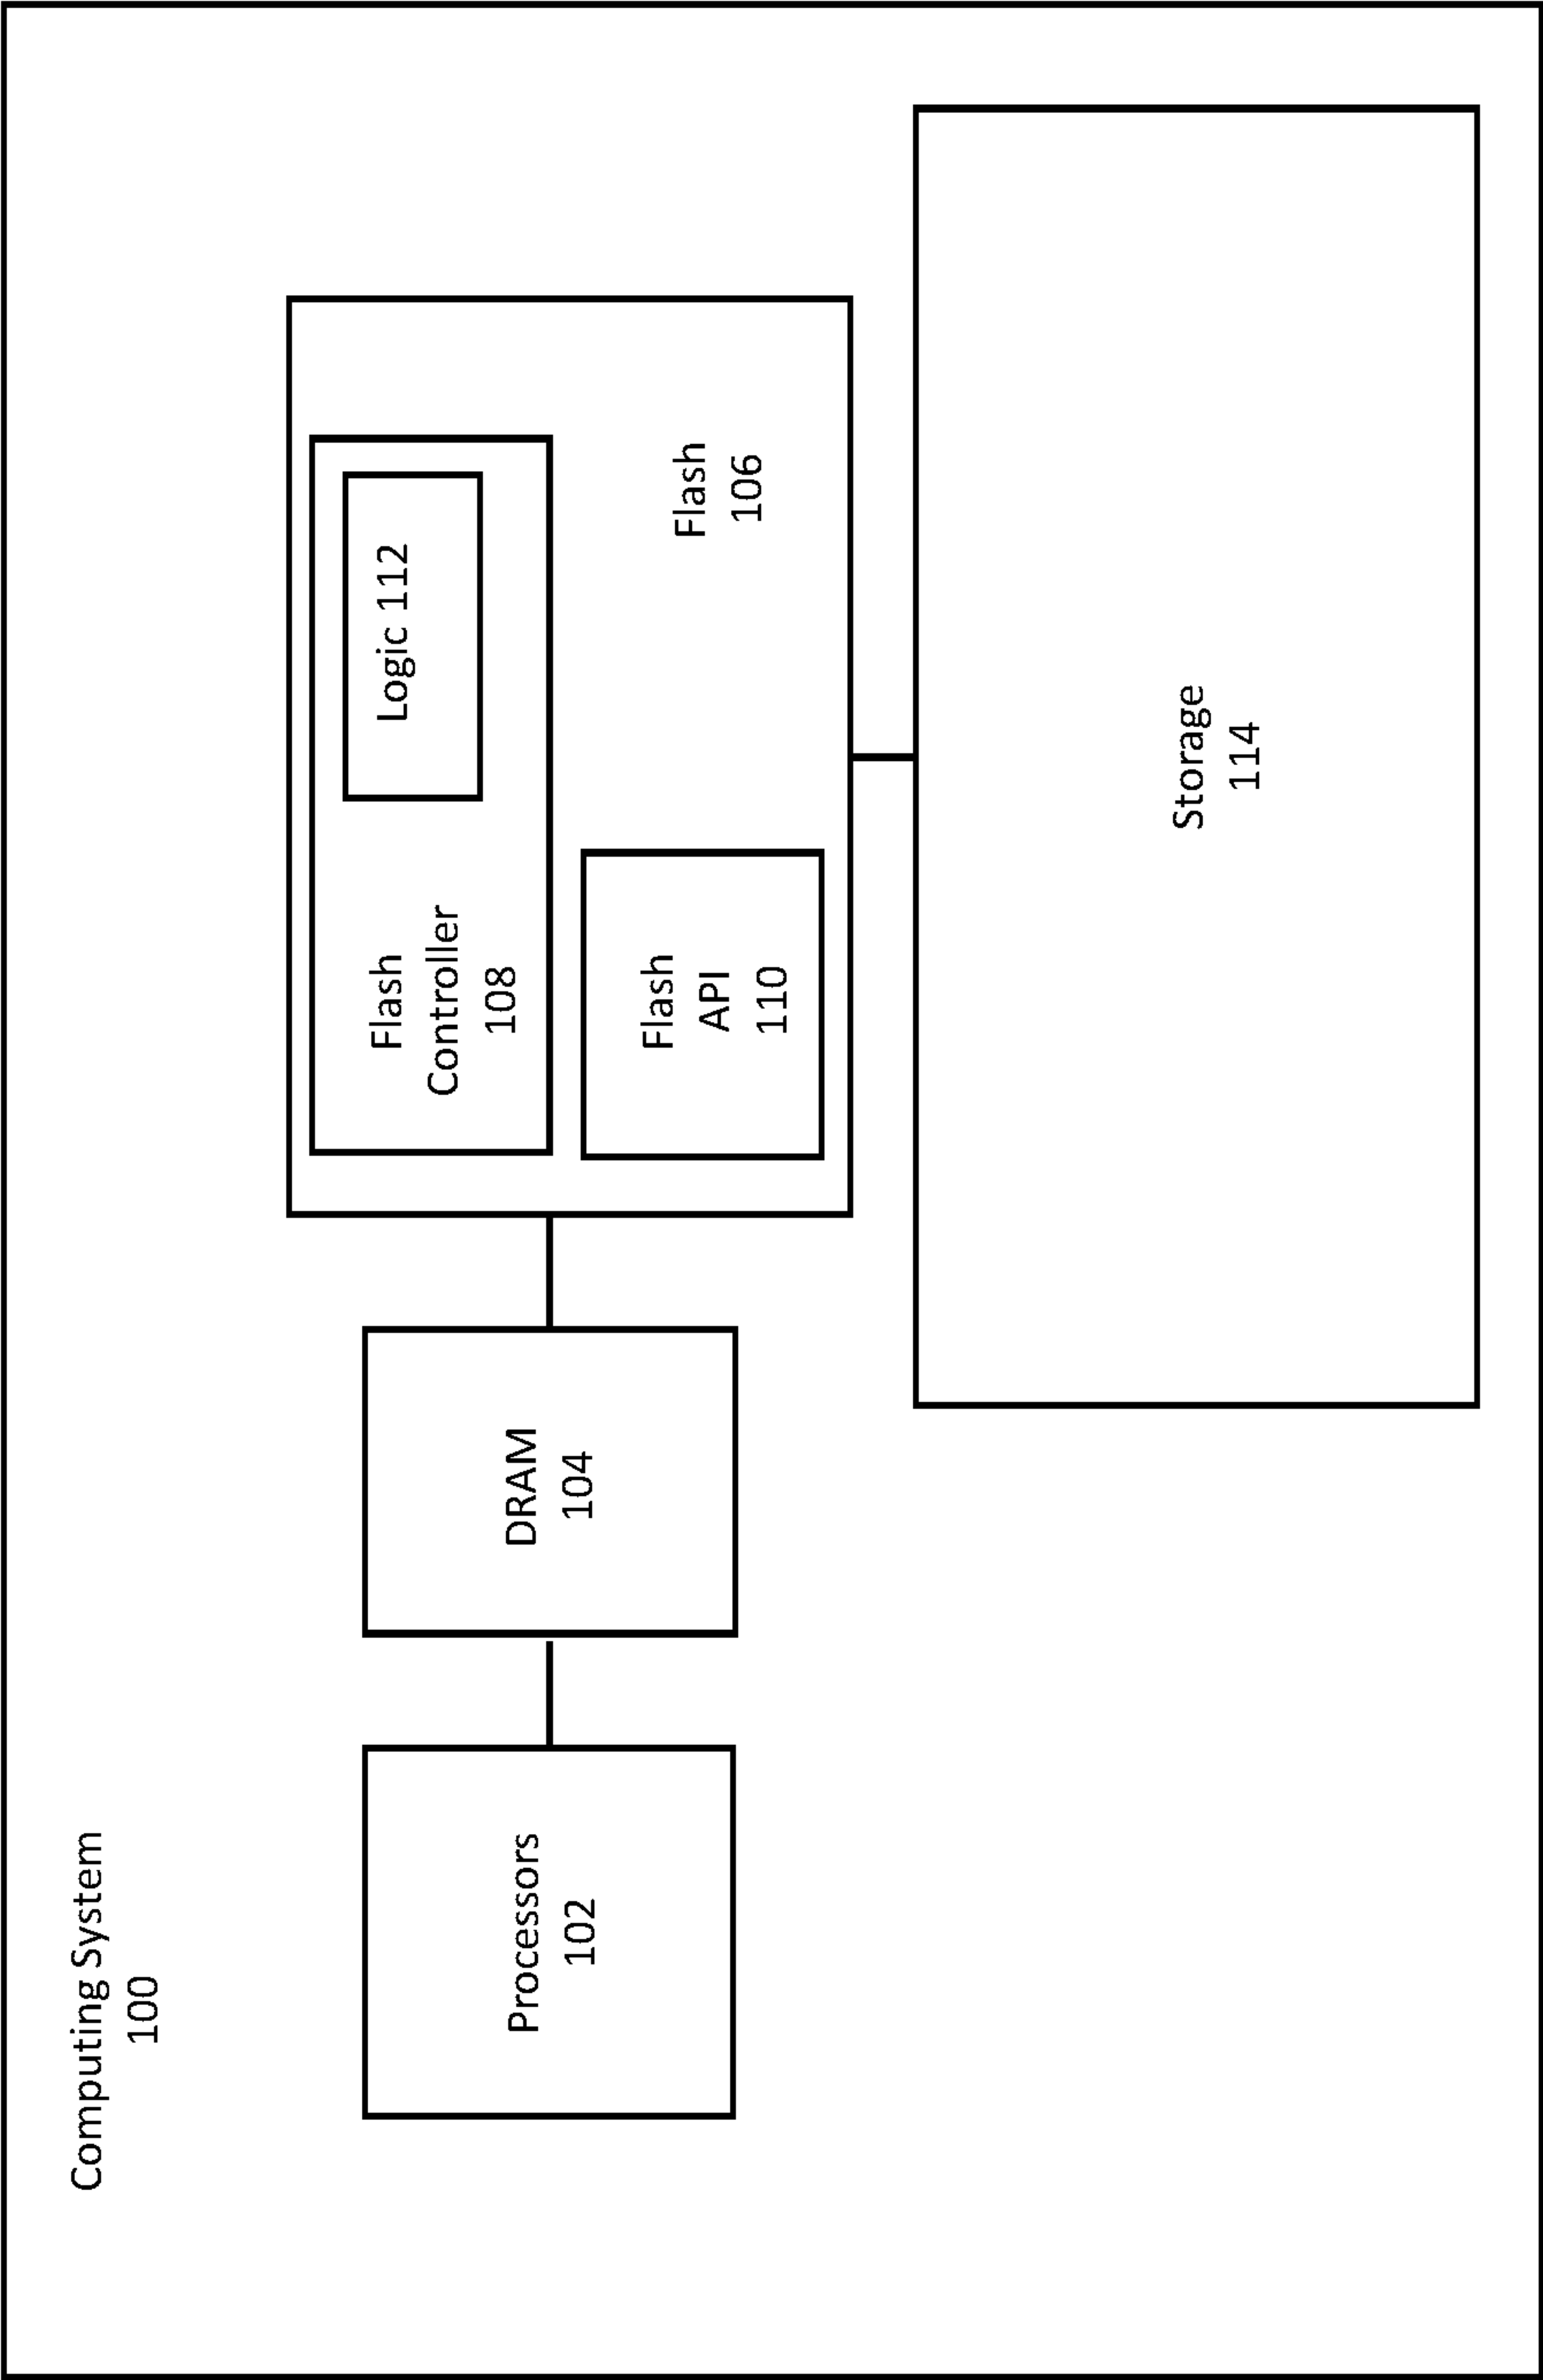 Computing System
100
Processors
102
DRAM
104
Flash
Controller
108
Logic 112
Flash
API
110
Flash
106
Storage
114